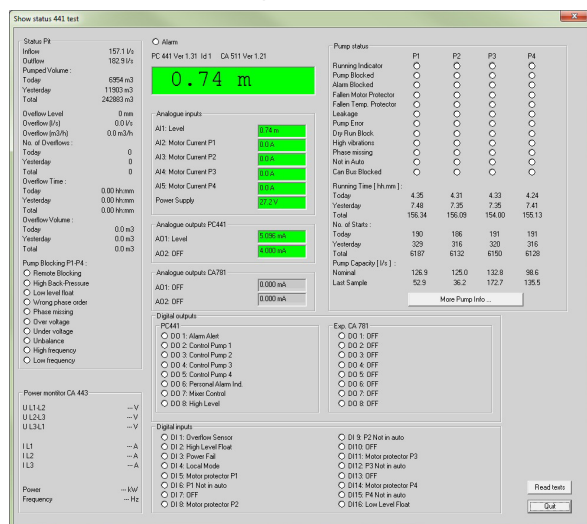 Show status 441 test
Status Pit
Inflow 157.1 l/s
Outflow 182.9 l/s
Pumped Volume :
Today 6954 m3
Yesterday 11903 m3
Total 242883 m3
Overflow Level 0 mm
Overflow (l/s) 0.0 l/s
Overflow (m3/h) 0.0 m3/h
No. of Overflows :
Today 0
Yesterday 0
Total 0
Overflow Time :
Today 0.00 hh:mm
Yesterday 0.00 hh:mm
Total 0.00 hh:mm
Overflow Volume :
Today 0.0 m3
Yesterday 0.0 m3
Total 0.0 m3
Pump Blocking P1-P4 :
Remote Blocking
High Back-Pressure
Low level float
Wrong phase order
Phase missing
Over voltage
Under voltage
Unbalance
High frequency
Low frequency
Power monitor CA 443
U L1-L2 --- V
U L2-L3 --- V
U L3-L1 --- V
I L1 --- A
I L2 --- A
I L3 --- A
Power --- kW
Frequency --- Hz
Alarm
PC 441 Ver 1.31 Id 1 CA 511 Ver 1.21
0.74 m
Analogue inputs
AI1: Level 0.74 m
AI2: Motor Current P1 0.0 A
AI3: Motor Current P2 0.0 A
AI4: Motor Current P3 0.0 A
AI5: Motor Current P4 0.0 A
Power Supply 27.2 V
Analogue outputs PC441
AO1: Level 5.096 mA
AO2: OFF 4.000 mA
Analogue outputs CA781
AO1: OFF 0.000 mA
AO2: OFF 0.000 mA
Pump status
P1 P2 P3 P4
Running Indicator
Pump Blocked
Alarm Blocked
Fallen Motor Protector
Fallen Temp. Protector
Leakage
Pump Error
Dry Run Block.
High vibrations
Phase missing
Not in Auto
Can Bus Blocked
Running Time [ hh.mm ] :
Today 4.35 4.31 4.33 4.24
Yesterday 7.48 7.35 7.35 7.41
Total 156.34 156.09 154.00 155.13
No. of Starts :
Today 190 186 191 191
Yesterday 329 316 320 316
Total 6187 6132 6150 6128
Pump Capacity [ l/s ] :
Nominal 126.9 125.0 132.8 98.6
Last Sample 52.9 36.2 172.7 135.5
More Pump Info ...
Digital outputs
PC441
DO 1: Alarm Alert
DO 2: Control Pump 1
DO 3: Control Pump 2
DO 4: Control Pump 3
DO 5: Control Pump 4
DO 6: Personal Alarm Ind.
DO 7: Mixer Control
DO 8: High Level
Exp. CA 781
DO 1: OFF
DO 2: OFF
DO 3: OFF
DO 4: OFF
DO 5: OFF
DO 6: OFF
DO 7: OFF
DO 8: OFF
Digital inputs
DI 1: Overflow Sensor
DI 2: High Level Float
DI 3: Power Fail
DI 4: Local Mode
DI 5: Motor protector P1
DI 6: P1 Not in auto
DI 7: OFF
DI 8: Motor protector P2
DI 9: P2 Not in auto
DI10: OFF
DI11: Motor protector P3
DI12: P3 Not in auto
DI13: OFF
DI14: Motor protector P4
DI15: P4 Not in auto
DI16: Low Level Float
Read texts
Quit